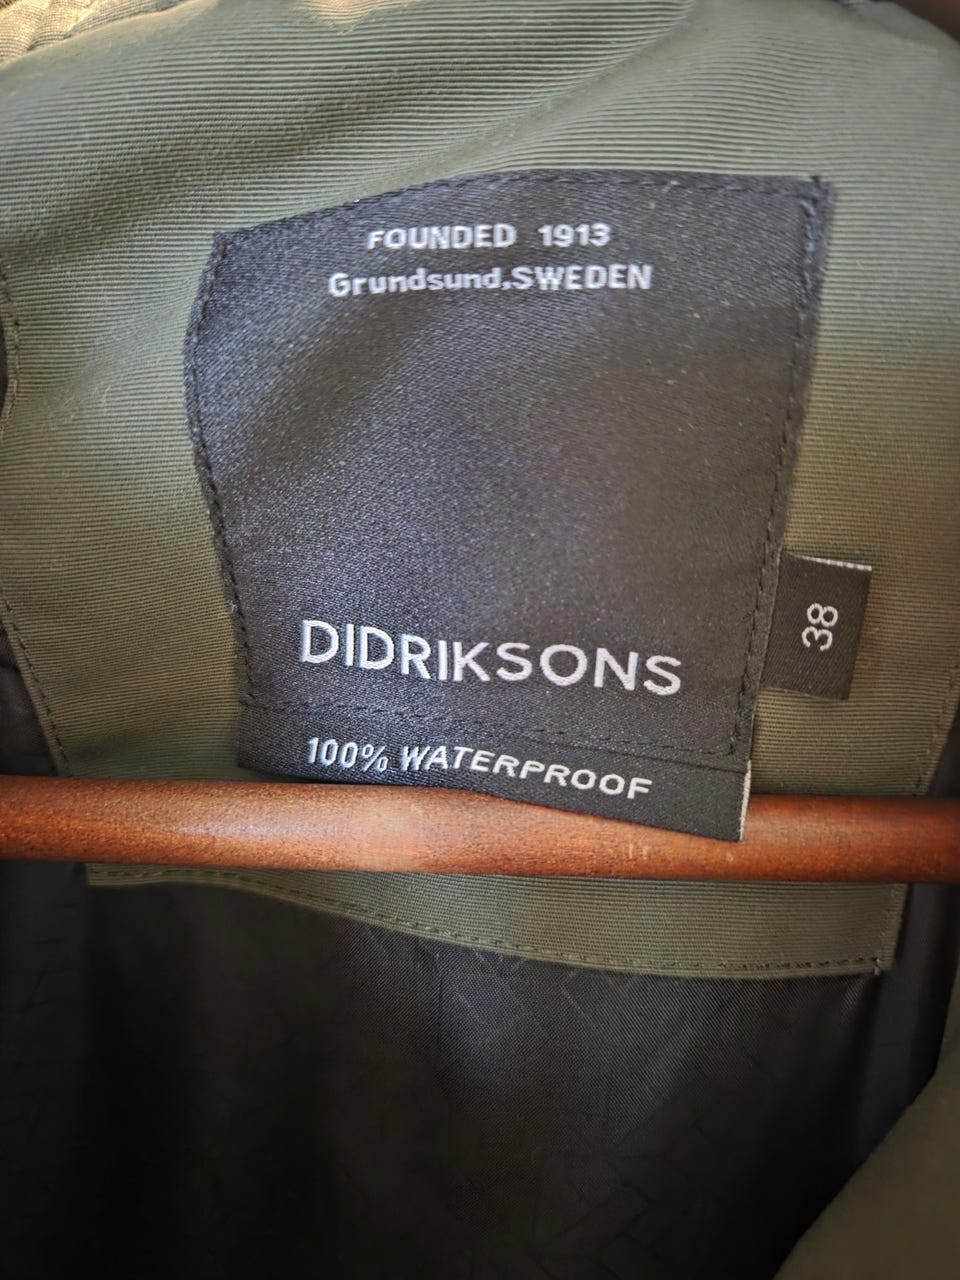 FOUNDED 1913
Grundsund,SWEDEN
DIDRIKSONS
38
100% WATERPROOF